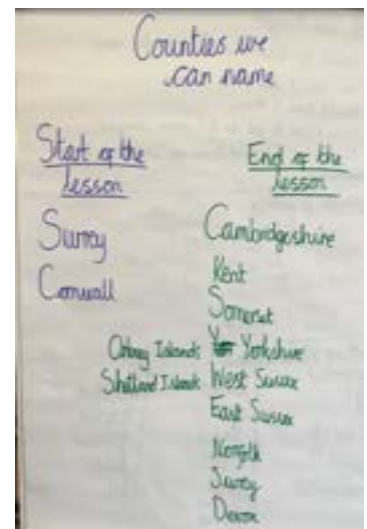 Counties we
can name
Start of the
lesson
Surrey
Cornwall
End of the
lesson
Cambridgeshire
Kent
Somerset
Yorkshire
Orkney Islands
Shetland Islands
West Sussex
East Sussex
Norfolk
Surrey
Devon